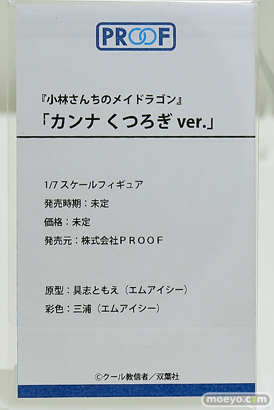 PROOF
『小林さんちのメイドラゴン』
「カンナ くつろぎ ver.」
1/7 スケールフィギュア
発売時期：未定
価格：未定
発売元：株式会社ＰＲＯＯＦ
原型：具志ともえ（エムアイシー）
彩色：三浦（エムアイシー）
©クール教信者／双葉社
moeyo.com